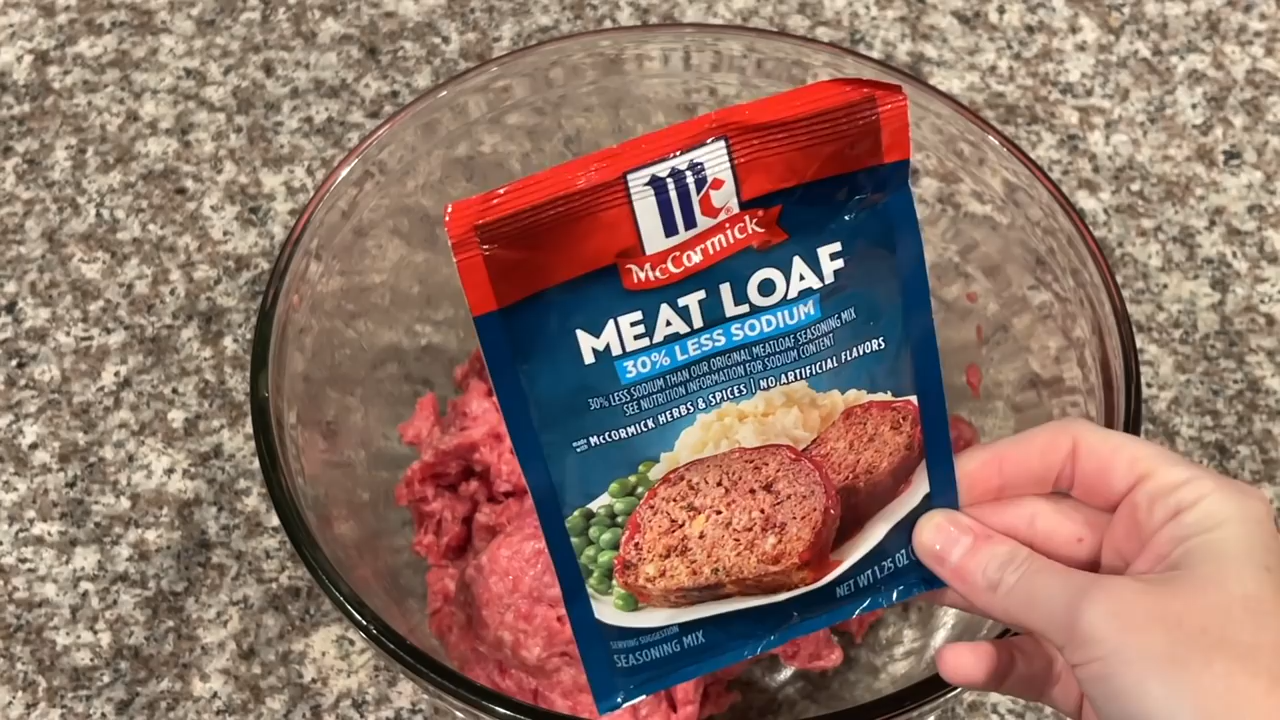 Mc
McCormick
MEAT LOAF
30% LESS SODIUM
30% LESS SODIUM THAN OUR ORIGINAL MEATLOAF SEASONING MIX
SEE NUTRITION INFORMATION FOR SODIUM CONTENT
made with McCORMICK HERBS & SPICES | NO ARTIFICIAL FLAVORS
NET WT 1.25 OZ (
SERVING SUGGESTION
SEASONING MIX